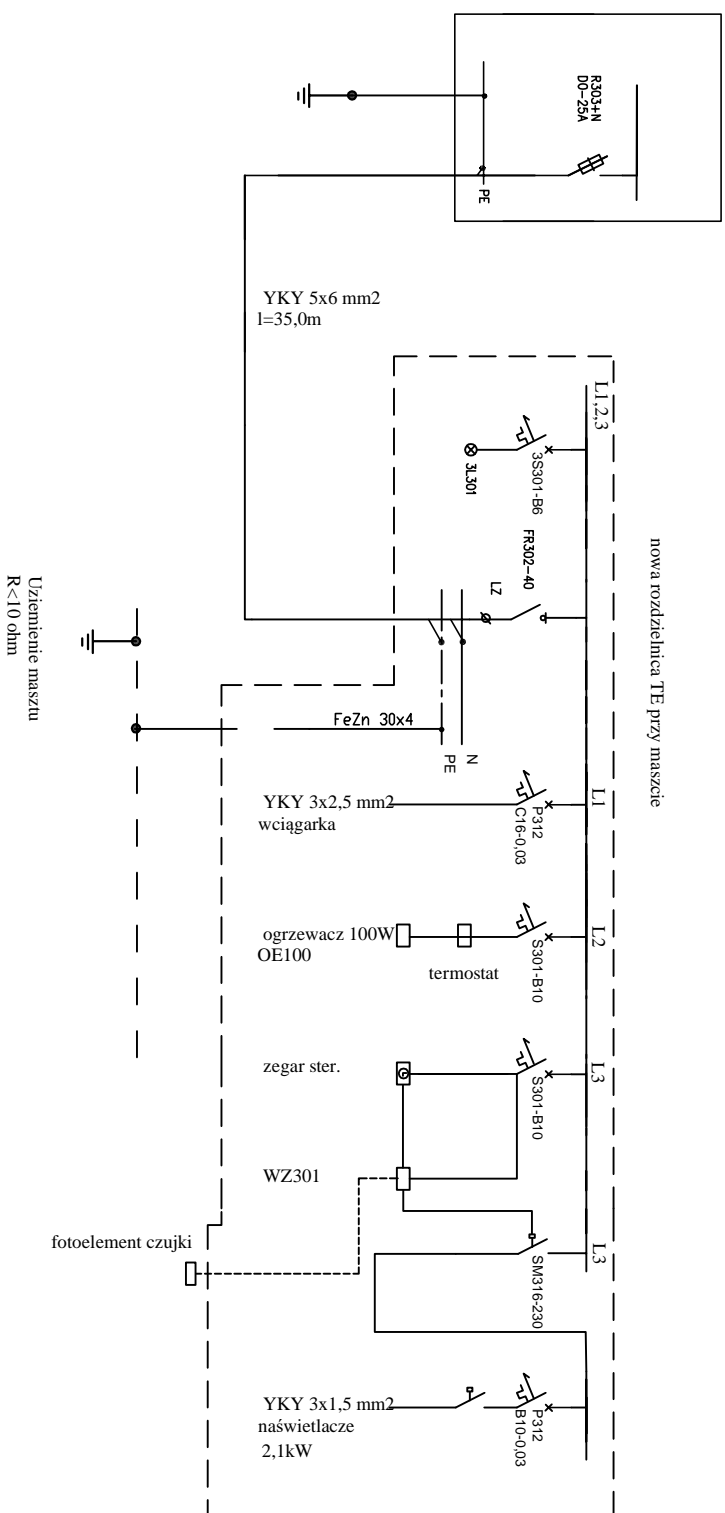 R303+N
D0-25A
PE
YKY 5x6 mm2
l=35,0m
nowa rozdzielnica TE przy maszcie
L1,2,3
3S301-B6
3L301
FR302-40
LZ
N
PE
FeZn 30x4
Uziemienie masztu
R<10 ohm
L1
P312
C16-0,03
YKY 3x2,5 mm2
wciągarka
L2
S301-B10
termostat
ogrzewacz 100W
OE100
L3
S301-B10
zegar ster.
WZ301
fotoelement czujki
L3
SM316-230
P312
B10-0,03
YKY 3x1,5 mm2
naświetlacze
2,1kW